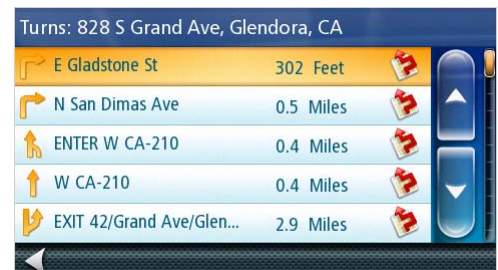 Turns: 828 S Grand Ave, Glendora, CA
E Gladstone St 302 Feet
N San Dimas Ave 0.5 Miles
ENTER W CA-210 0.4 Miles
W CA-210 0.4 Miles
EXIT 42/Grand Ave/Glen... 2.9 Miles